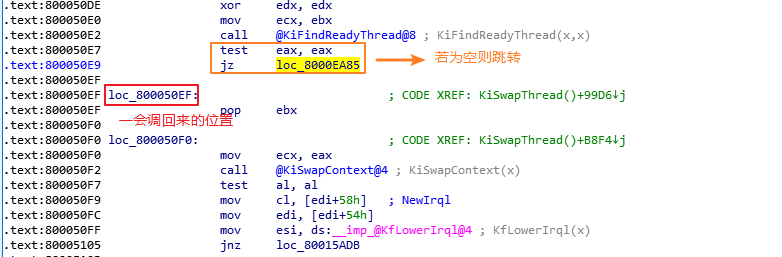 .text:800050DE xor edx, edx
.text:800050E0 mov ecx, ebx
.text:800050E2 call @KiFindReadyThread@8 ; KiFindReadyThread(x,x)
.text:800050E7 test eax, eax
.text:800050E9 jz loc_8000EA85
若为空则跳转
.text:800050EF
.text:800050EF loc_800050EF: ; CODE XREF: KiSwapThread()+99D6↓j
.text:800050EF pop ebx
一会调回来的位置
.text:800050F0
.text:800050F0 loc_800050F0: ; CODE XREF: KiSwapThread()+B8F4↓j
.text:800050F0 mov ecx, eax
.text:800050F2 call @KiSwapContext@4 ; KiSwapContext(x)
.text:800050F7 test al, al
.text:800050F9 mov cl, [edi+58h] ; NewIrql
.text:800050FC mov edi, [edi+54h]
.text:800050FF mov esi, ds:__imp_@KfLowerIrql@4 ; KfLowerIrql(x)
.text:80005105 jnz loc_80015ADB